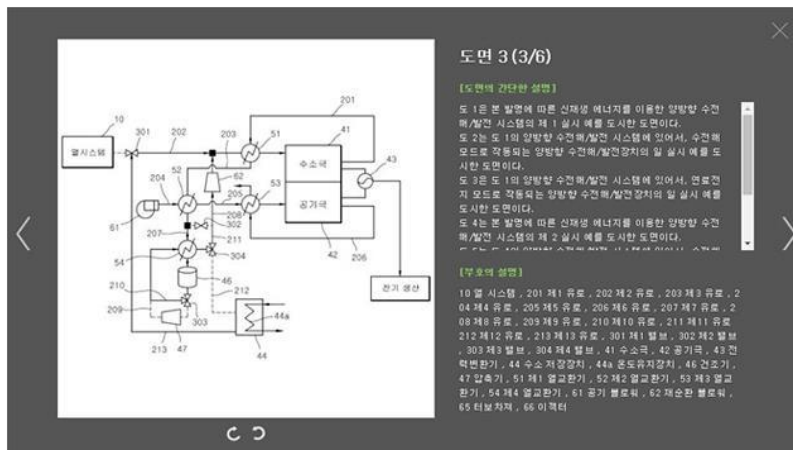 도면 3 (3/6)
[도면의 간단한 설명]
도 1은 본 발명에 따른 신재생 에너지를 이용한 양방향 수전
해/발전 시스템의 제 1 실시 예를 도시한 도면이다.
도 2는 도 1의 양방향 수전해/발전 시스템에 있어서, 수전해
모드로 작동되는 양방향 수전해/발전장치의 일 실시 예를 도
시한 도면이다.
도 3은 도 1의 양방향 수전해/발전 시스템에 있어서, 연료전
지 모드로 작동되는 양방향 수전해/발전장치의 일 실시 예를
도시한 도면이다.
도 4는 본 발명에 따른 신재생 에너지를 이용한 양방향 수전
해/발전 시스템의 제 2 실시 예를 도시한 도면이다.
[부호의 설명]
10 열 시스템 , 201 제1 유로 , 202 제2 유로 , 203 제3 유로 , 2
04 제4 유로 , 205 제5 유로 , 206 제6 유로 , 207 제7 유로 , 2
08 제8 유로 , 209 제9 유로 , 210 제10 유로 , 211 제11 유로
212 제12 유로 , 213 제13 유로 , 301 제1 밸브 , 302 제2 밸브
, 303 제3 밸브 , 304 제4 밸브 , 41 수소극 , 42 공기극 , 43 전
력변환기 , 44 수소 저장장치 , 44a 온도유지장치 , 46 건조기 ,
47 압축기 , 51 제1 열교환기 , 52 제2 열교환기 , 53 제3 열교
환기 , 54 제4 열교환기 , 61 공기 블로워 , 62 재순환 블로워 ,
65 터보차져 , 66 이젝터
201
10
301
202
203
51
41
열시스템
수소극
43
52
62
204
205
53
61
208
공기극
302
207
211
206
42
54
304
46
210
212
전기 생산
209
303
44a
213
47
44